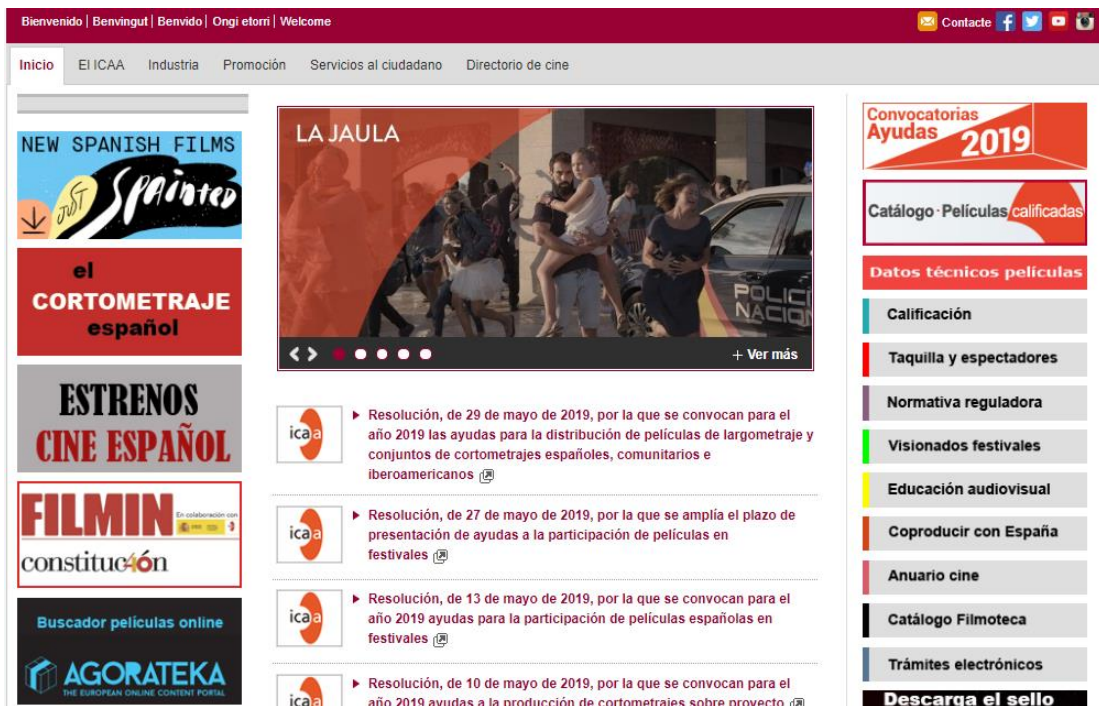 Bienvenido | Benvingut | Benvido | Ongi etorri | Welcome
Contacte
Inicio
El ICAA
Industria
Promoción
Servicios al ciudadano
Directorio de cine
NEW SPANISH FILMS
JUST
SPAINTED
el
CORTOMETRAJE
español
ESTRENOS
CINE ESPAÑOL
FILMIN
En colaboración con
constituc40n
Buscador películas online
AGORATEKA
THE EUROPEAN ONLINE CONTENT PORTAL
LA JAULA
POLICÍA
NACION
+ Ver más
icaa
Resolución, de 29 de mayo de 2019, por la que se convocan para el
año 2019 las ayudas para la distribución de películas de largometraje y
conjuntos de cortometrajes españoles, comunitarios e
iberoamericanos
icaa
Resolución, de 27 de mayo de 2019, por la que se amplía el plazo de
presentación de ayudas a la participación de películas en
festivales
icaa
Resolución, de 13 de mayo de 2019, por la que se convocan para el
año 2019 ayudas para la participación de películas españolas en
festivales
icaa
Resolución, de 10 de mayo de 2019, por la que se convocan para el
año 2019 ayudas a la producción de cortometrajes sobre proyecto
Convocatorias
Ayudas
2019
Catálogo · Películas calificadas
Datos técnicos películas
Calificación
Taquilla y espectadores
Normativa reguladora
Visionados festivales
Educación audiovisual
Coproducir con España
Anuario cine
Catálogo Filmoteca
Trámites electrónicos
Descarga el sello